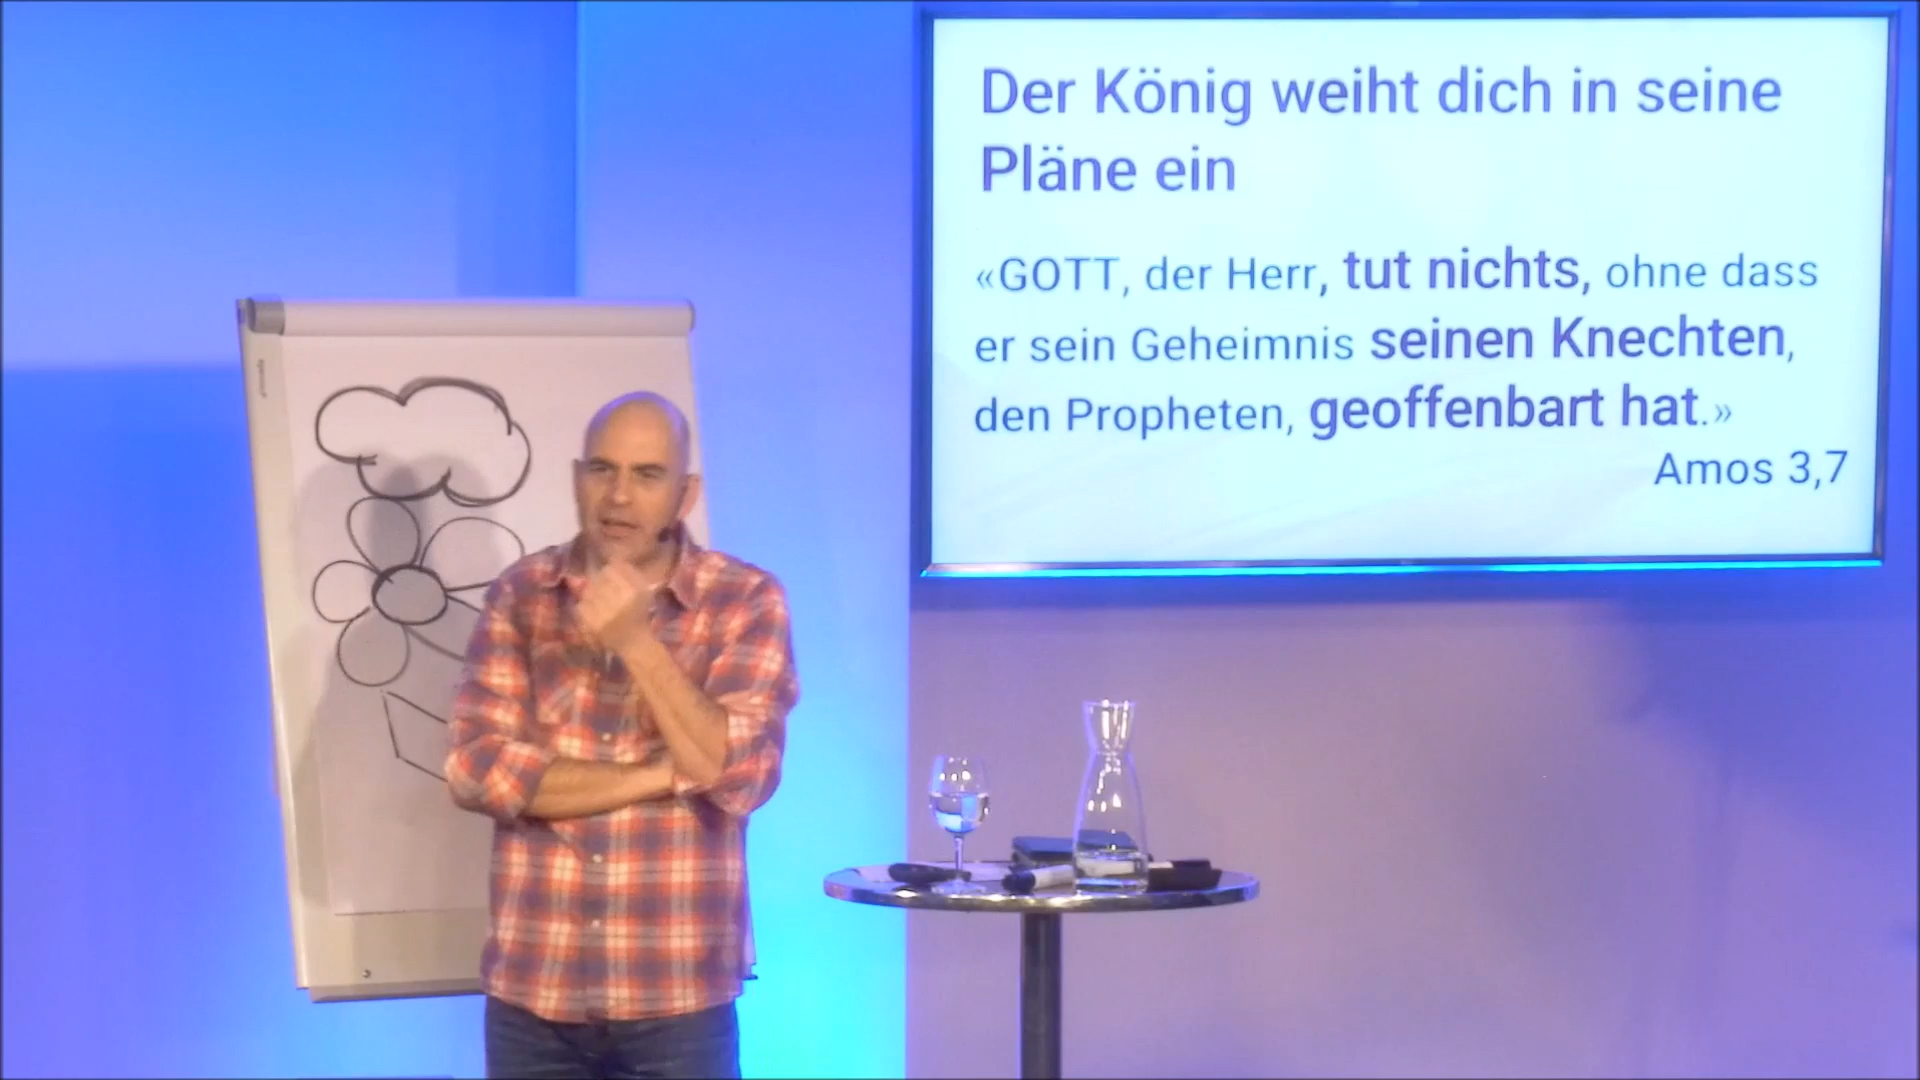 Der König weiht dich in seine
Pläne ein
«GOTT, der Herr, tut nichts, ohne dass
er sein Geheimnis seinen Knechten,
den Propheten, geoffenbart hat.»
Amos 3,7